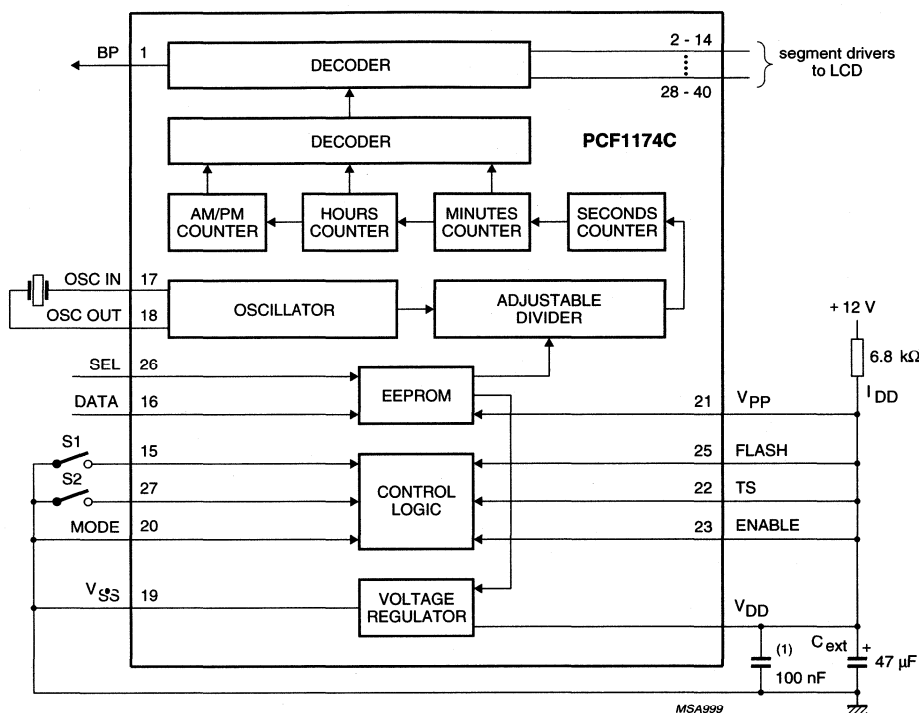 BP 1
DECODER
2 - 14
28 - 40
segment drivers
to LCD
DECODER
PCF1174C
AM/PM
COUNTER
HOURS
COUNTER
MINUTES
COUNTER
SECONDS
COUNTER
OSC IN 17
OSC OUT 18
OSCILLATOR
ADJUSTABLE
DIVIDER
+ 12 V
6.8 kΩ
I DD
SEL 26
DATA 16
EEPROM
21 V PP
S1 15
S2 27
MODE 20
CONTROL
LOGIC
25 FLASH
22 TS
23 ENABLE
V SS 19
VOLTAGE
REGULATOR
V DD
(1)
100 nF
C ext +
47 µF
MSA999